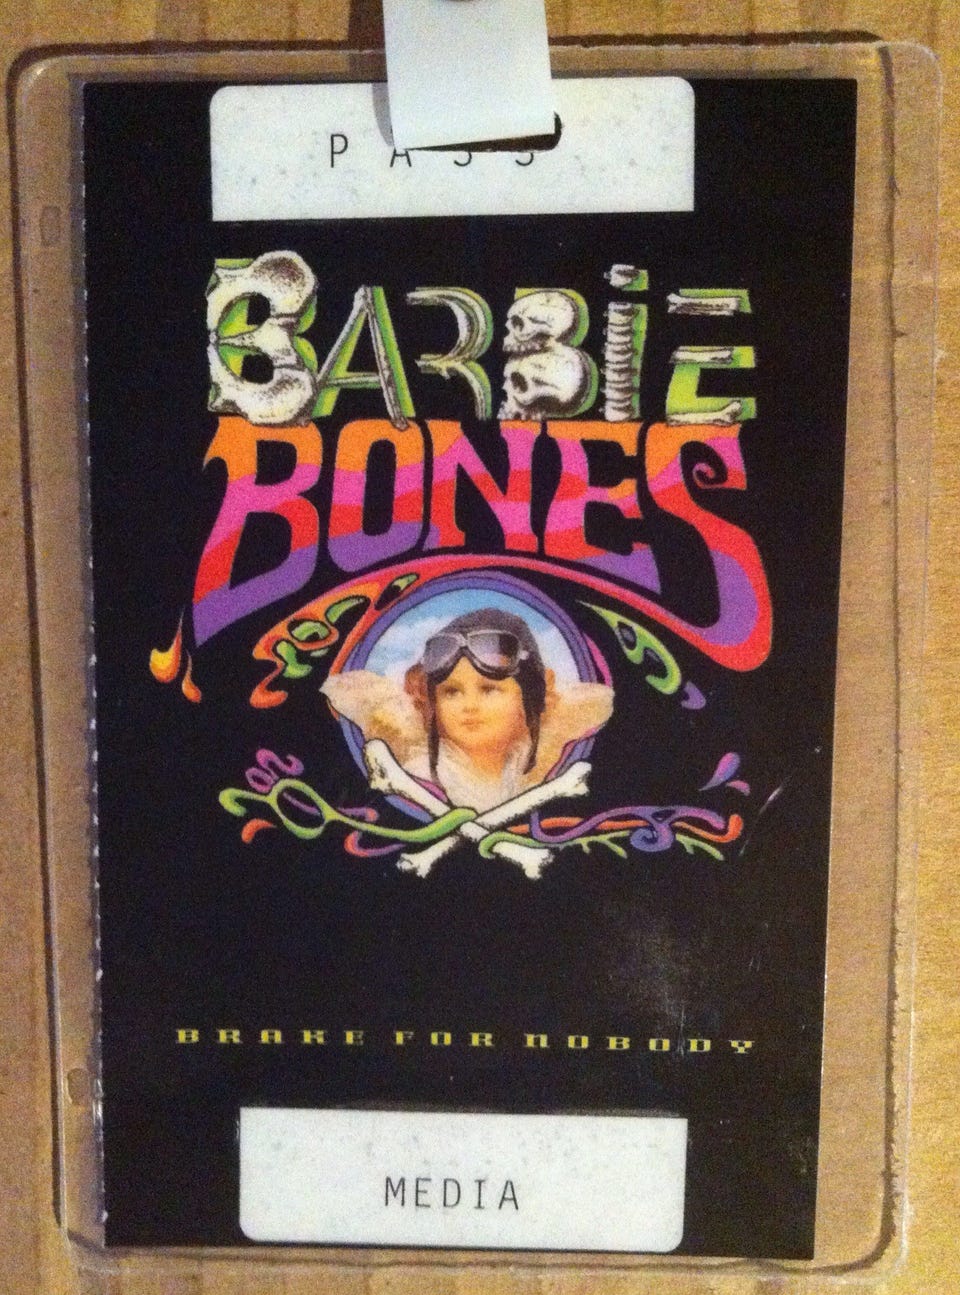 PASS
BARBiE
BONES
BRAKE FOR NOBODY
MEDIA